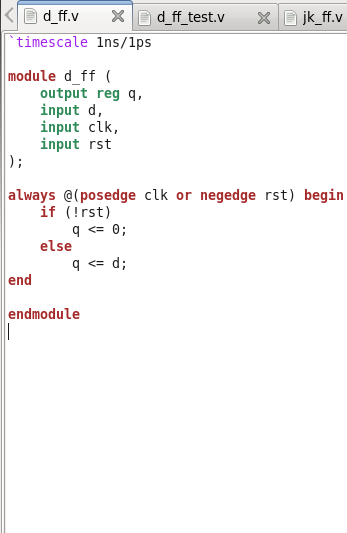 d_ff.v d_ff_test.v jk_ff.v
`timescale 1ns/1ps
module d_ff (
    output reg q,
    input d,
    input clk,
    input rst
);
always @(posedge clk or negedge rst) begin
    if (!rst)
        q <= 0;
    else
        q <= d;
end
endmodule